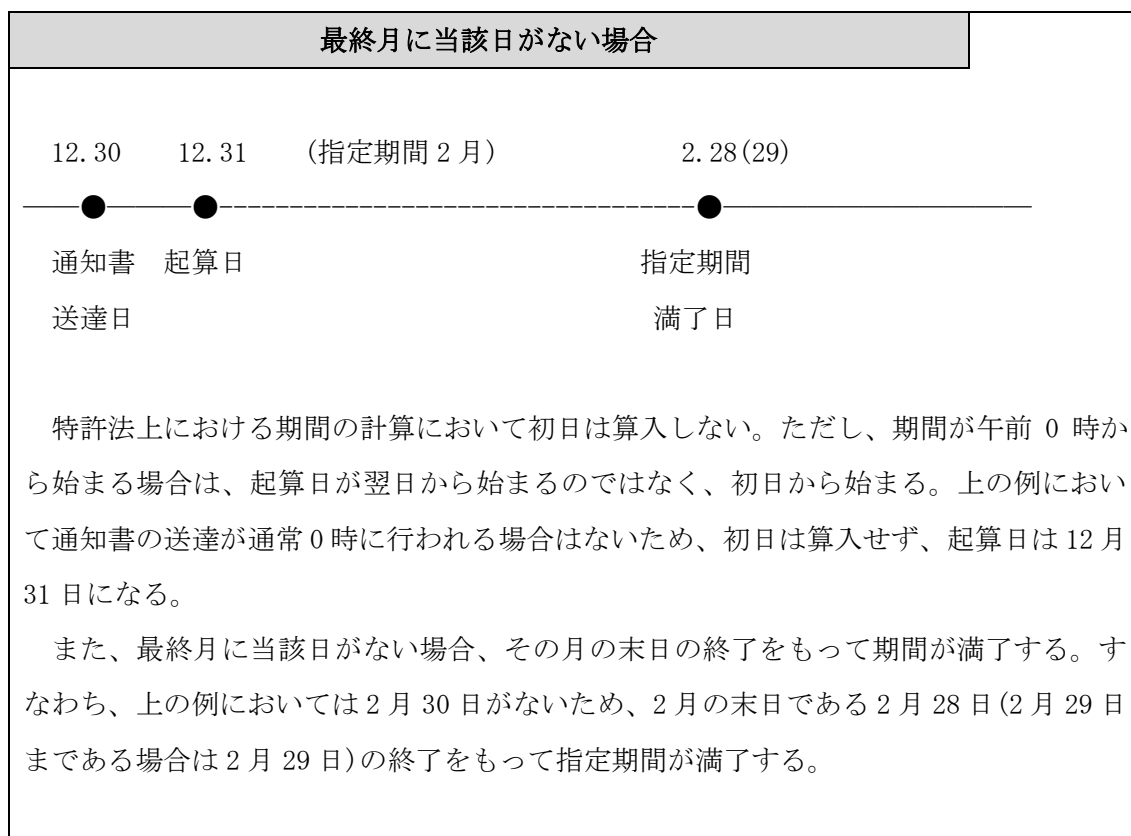 最終月に当該日がない場合
12.30 12.31 (指定期間 2 月) 2.28(29)
通知書 起算日 指定期間
送達日 満了日
特許法上における期間の計算において初日は算入しない。ただし、期間が午前 0 時か
ら始まる場合は、起算日が翌日から始まるのではなく、初日から始まる。上の例におい
て通知書の送達が通常 0 時に行われる場合はないため、初日は算入せず、起算日は 12 月
31 日になる。
また、最終月に当該日がない場合、その月の末日の終了をもって期間が満了する。す
なわち、上の例においては 2 月 30 日がないため、2 月の末日である 2 月 28 日(2 月 29 日
まである場合は 2 月 29 日)の終了をもって指定期間が満了する。